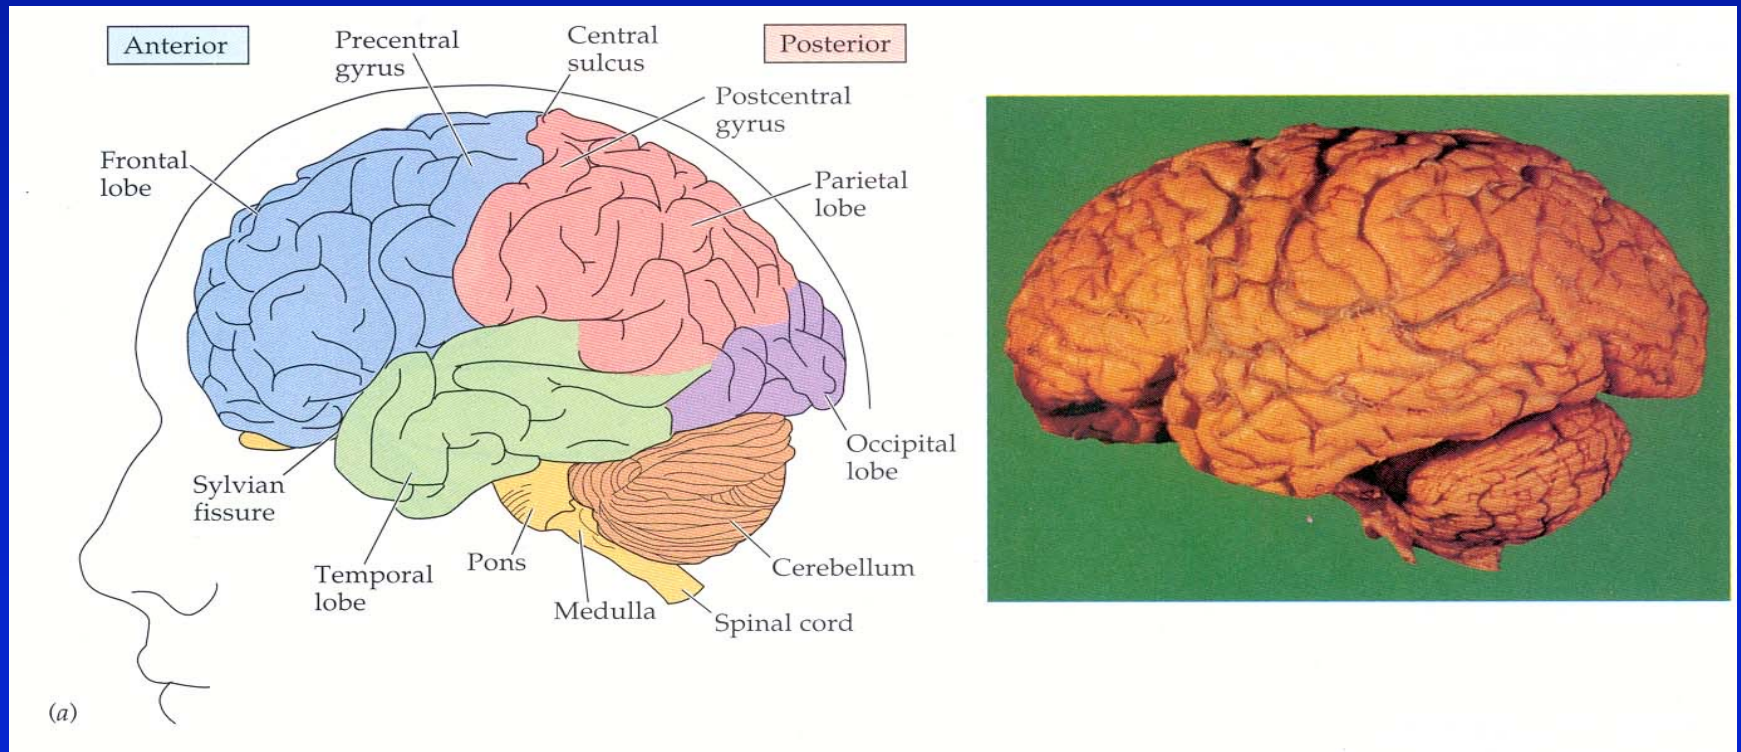 Anterior
Precentral
gyrus
Central
sulcus
Posterior
Postcentral
gyrus
Frontal
lobe
Parietal
lobe
Occipital
lobe
Sylvian
fissure
Temporal
lobe
Pons
Medulla
Cerebellum
Spinal cord
(a)